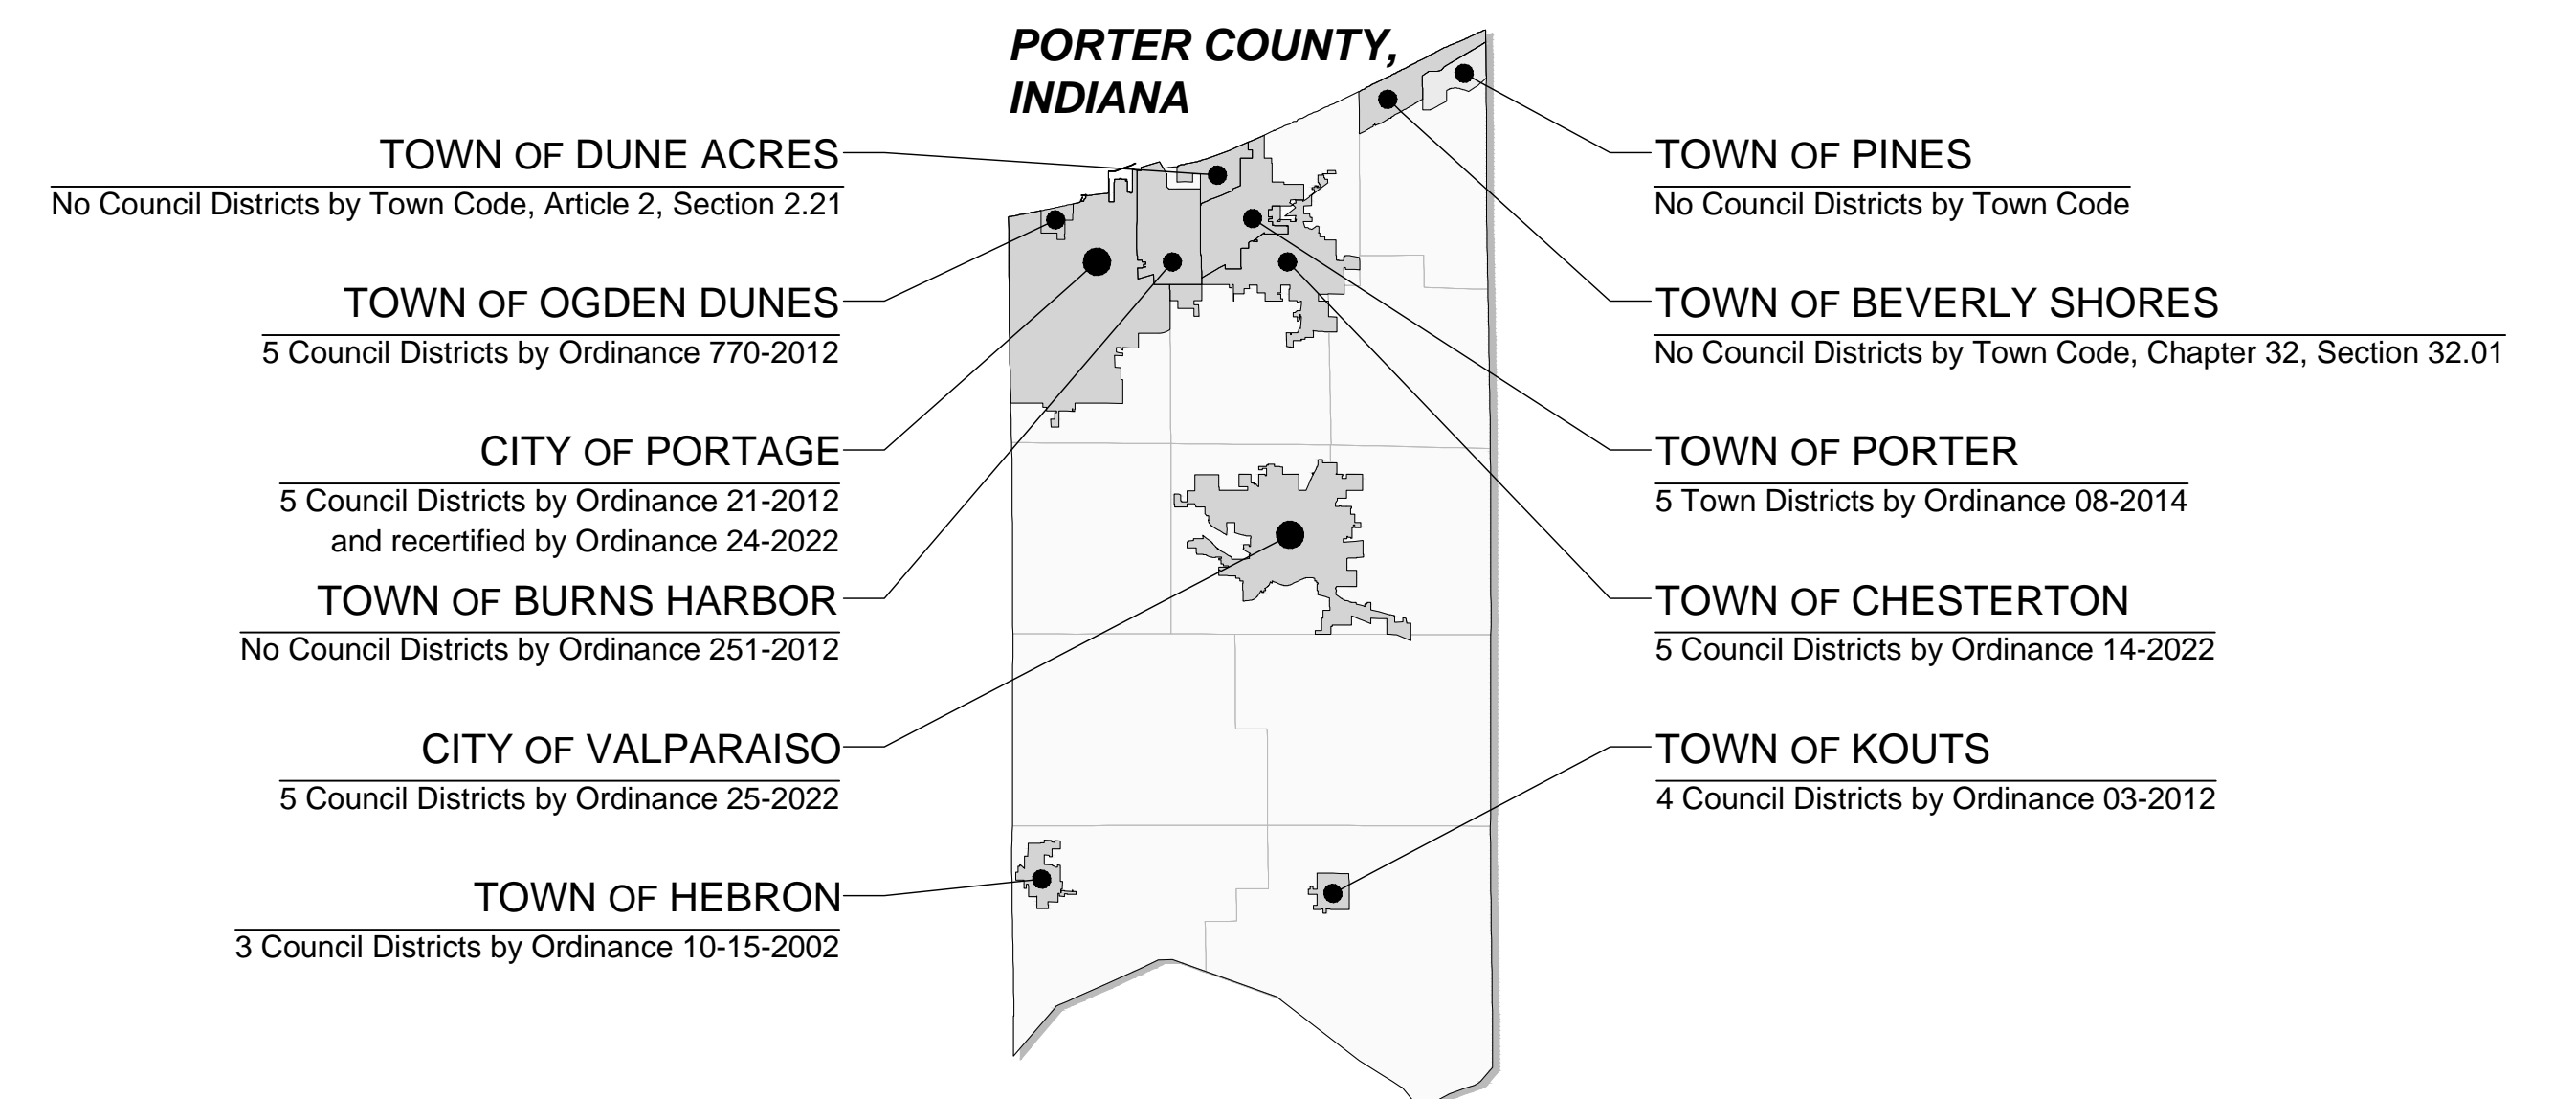 PORTER COUNTY,
INDIANA
TOWN OF DUNE ACRES
No Council Districts by Town Code, Article 2, Section 2.21
TOWN OF OGDEN DUNES
5 Council Districts by Ordinance 770-2012
CITY OF PORTAGE
5 Council Districts by Ordinance 21-2012
and recertified by Ordinance 24-2022
TOWN OF BURNS HARBOR
No Council Districts by Ordinance 251-2012
CITY OF VALPARAISO
5 Council Districts by Ordinance 25-2022
TOWN OF HEBRON
3 Council Districts by Ordinance 10-15-2002
TOWN OF PINES
No Council Districts by Town Code
TOWN OF BEVERLY SHORES
No Council Districts by Town Code, Chapter 32, Section 32.01
TOWN OF PORTER
5 Town Districts by Ordinance 08-2014
TOWN OF CHESTERTON
5 Council Districts by Ordinance 14-2022
TOWN OF KOUTS
4 Council Districts by Ordinance 03-2012